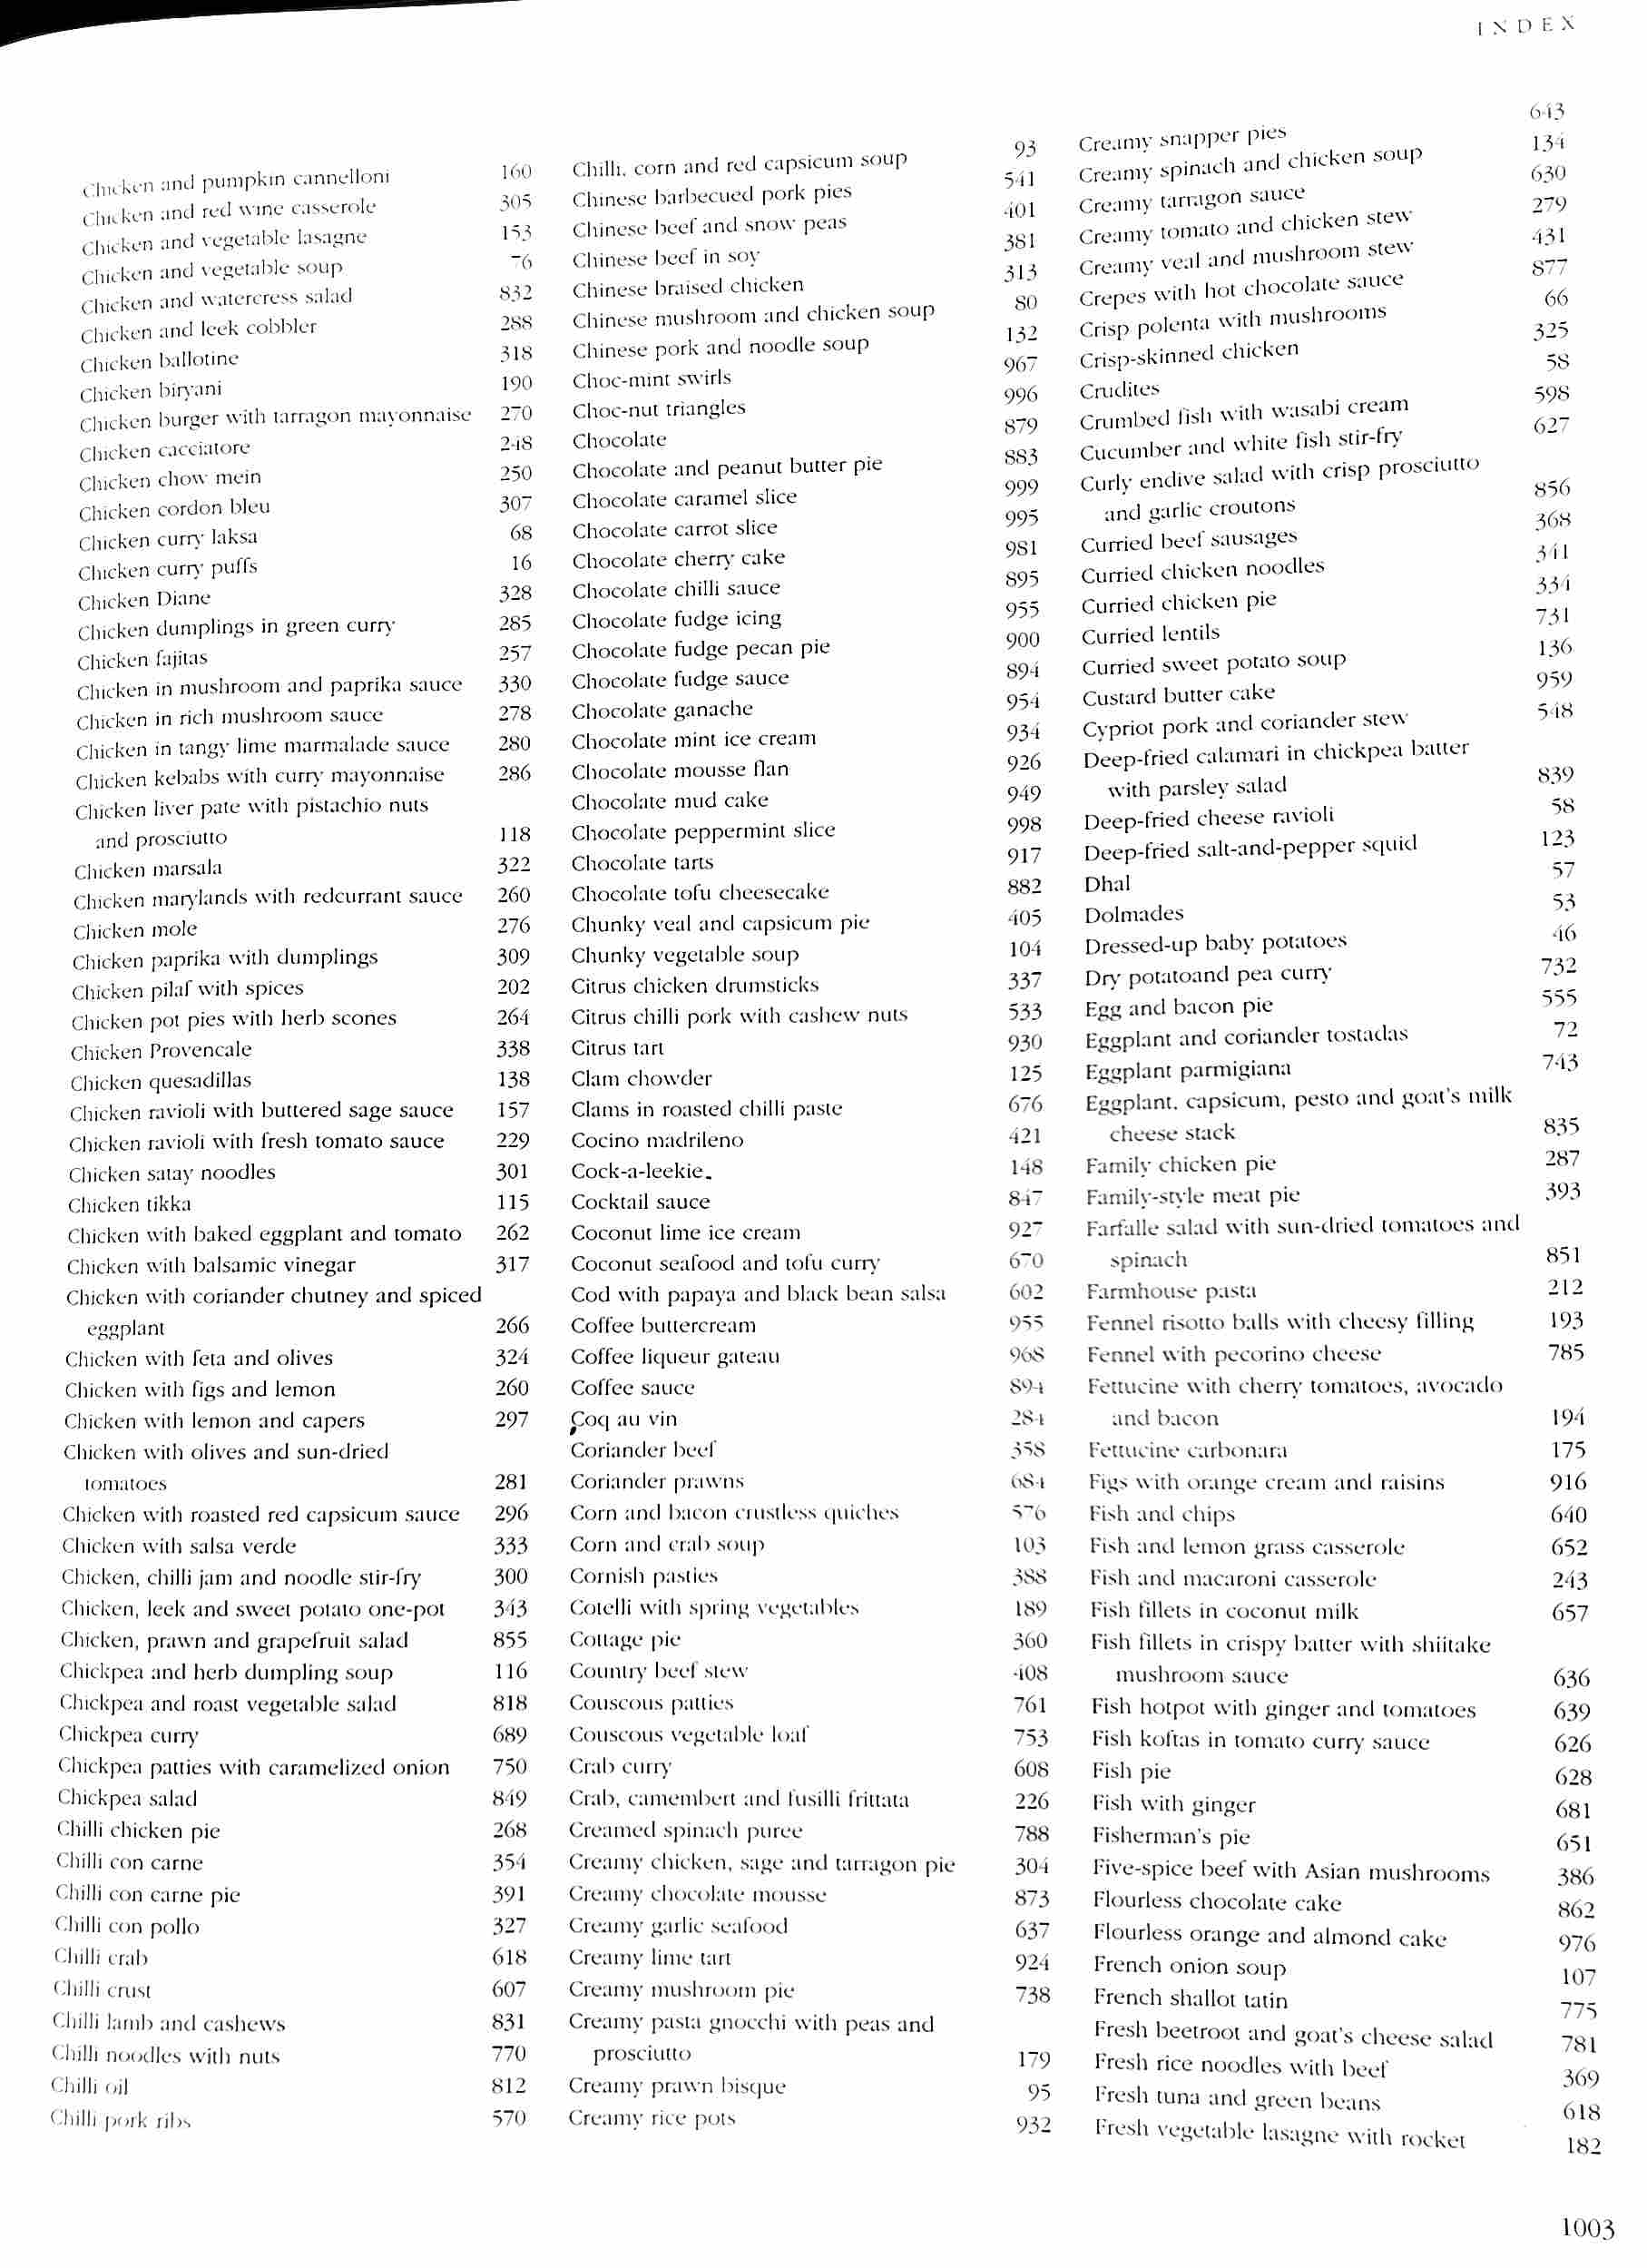 INDEX
Chicken and pumpkin cannelloni 160
Chicken and red wine casserole 305
Chicken and vegetable lasagne 153
Chicken and vegetable soup 76
Chicken and watercress salad 832
Chicken and leek cobbler 288
Chicken ballotine 318
Chicken biryani 190
Chicken burger with tarragon mayonnaise 270
Chicken cacciatore 248
Chicken chow mein 250
Chicken cordon bleu 307
Chicken curry laksa 68
Chicken curry puffs 16
Chicken Diane 328
Chicken dumplings in green curry 285
Chicken fajitas 257
Chicken in mushroom and paprika sauce 330
Chicken in rich mushroom sauce 278
Chicken in tangy lime marmalade sauce 280
Chicken kebabs with curry mayonnaise 286
Chicken liver pate with pistachio nuts
and prosciutto 118
Chicken marsala 322
Chicken marylands with redcurrant sauce 260
Chicken mole 276
Chicken paprika with dumplings 309
Chicken pilaf with spices 202
Chicken pot pies with herb scones 264
Chicken Provencale 338
Chicken quesadillas 138
Chicken ravioli with buttered sage sauce 157
Chicken ravioli with fresh tomato sauce 229
Chicken satay noodles 301
Chicken tikka 115
Chicken with baked eggplant and tomato 262
Chicken with balsamic vinegar 317
Chicken with coriander chutney and spiced
eggplant 266
Chicken with feta and olives 324
Chicken with figs and lemon 260
Chicken with lemon and capers 297
Chicken with olives and sun-dried
tomatoes 281
Chicken with roasted red capsicum sauce 296
Chicken with salsa verde 333
Chicken, chilli jam and noodle stir-fry 300
Chicken, leek and sweet potato one-pot 343
Chicken, prawn and grapefruit salad 855
Chickpea and herb dumpling soup 116
Chickpea and roast vegetable salad 818
Chickpea curry 689
Chickpea patties with caramelized onion 750
Chickpea salad 849
Chilli chicken pie 268
Chilli con carne 354
Chilli con carne pie 391
Chilli con pollo 327
Chilli crab 618
Chilli crust 607
Chilli lamb and cashews 831
Chilli noodles with nuts 770
Chilli oil 812
Chilli pork ribs 570
Chilli, corn and red capsicum soup 93
Chinese barbecued pork pies 541
Chinese beef and snow peas 401
Chinese beef in soy 381
Chinese braised chicken 313
Chinese mushroom and chicken soup 80
Chinese pork and noodle soup 132
Choc-mint swirls 967
Choc-nut triangles 996
Chocolate 879
Chocolate and peanut butter pie 883
Chocolate caramel slice 999
Chocolate carrot slice 995
Chocolate cherry cake 981
Chocolate chilli sauce 895
Chocolate fudge icing 955
Chocolate fudge pecan pie 900
Chocolate fudge sauce 894
Chocolate ganache 954
Chocolate mint ice cream 934
Chocolate mousse flan 926
Chocolate mud cake 949
Chocolate peppermint slice 998
Chocolate tarts 917
Chocolate tofu cheesecake 882
Chunky veal and capsicum pie 405
Chunky vegetable soup 104
Citrus chicken drumsticks 337
Citrus chilli pork with cashew nuts 533
Citrus tart 930
Clam chowder 125
Clams in roasted chilli paste 676
Cocino madrileno 421
Cock-a-leekie. 148
Cocktail sauce 847
Coconut lime ice cream 927
Coconut seafood and tofu curry 670
Cod with papaya and black bean salsa 602
Coffee buttercream 955
Coffee liqueur gateau 968
Coffee sauce 894
Coq au vin 284
Coriander beef 358
Coriander prawns 684
Corn and bacon crustless quiches 576
Corn and crab soup 103
Cornish pasties 388
Cotelli with spring vegetables 189
Cottage pie 360
Country beef stew 408
Couscous patties 761
Couscous vegetable loaf 753
Crab curry 608
Crab, camembert and fusilli frittata 226
Creamed spinach puree 788
Creamy chicken, sage and tarragon pie 304
Creamy chocolate mousse 873
Creamy garlic seafood 637
Creamy lime tart 924
Creamy mushroom pie 738
Creamy pasta gnocchi with peas and
prosciutto 179
Creamy prawn bisque 95
Creamy rice pots 932
Creamy snapper pies 643
Creamy spinach and chicken soup 134
Creamy tarragon sauce 630
Creamy tomato and chicken stew 279
Creamy veal and mushroom stew 431
Crepes with hot chocolate sauce 877
Crisp polenta with mushrooms 66
Crisp-skinned chicken 325
Crudites 58
Crumbed fish with wasabi cream 598
Cucumber and white fish stir-fry 627
Curly endive salad with crisp prosciutto
and garlic croutons 856
Curried beef sausages 368
Curried chicken noodles 341
Curried chicken pie 334
Curried lentils 731
Curried sweet potato soup 136
Custard butter cake 959
Cypriot pork and coriander stew 548
Deep-fried calamari in chickpea batter
with parsley salad 839
Deep-fried cheese ravioli 58
Deep-fried salt-and-pepper squid 123
Dhal 57
Dolmades 53
Dressed-up baby potatoes 46
Dry potatoand pea curry 732
Egg and bacon pie 555
Eggplant and coriander tostadas 72
Eggplant parmigiana 743
Eggplant, capsicum, pesto and goat's milk
cheese stack 835
Family chicken pie 287
Family-style meat pie 393
Farfalle salad with sun-dried tomatoes and
spinach 851
Farmhouse pasta 212
Fennel risotto balls with cheesy filling 193
Fennel with pecorino cheese 785
Fettucine with cherry tomatoes, avocado
and bacon 194
Fettucine carbonara 175
Figs with orange cream and raisins 916
Fish and chips 640
Fish and lemon grass casserole 652
Fish and macaroni casserole 243
Fish fillets in coconut milk 657
Fish fillets in crispy batter with shiitake
mushroom sauce 636
Fish hotpot with ginger and tomatoes 639
Fish koftas in tomato curry sauce 626
Fish pie 628
Fish with ginger 681
Fisherman's pie 651
Five-spice beef with Asian mushrooms 386
Flourless chocolate cake 862
Flourless orange and almond cake 976
French onion soup 107
French shallot tatin 775
Fresh beetroot and goat's cheese salad 781
Fresh rice noodles with beef 369
Fresh tuna and green beans 618
Fresh vegetable lasagne with rocket 182
1003